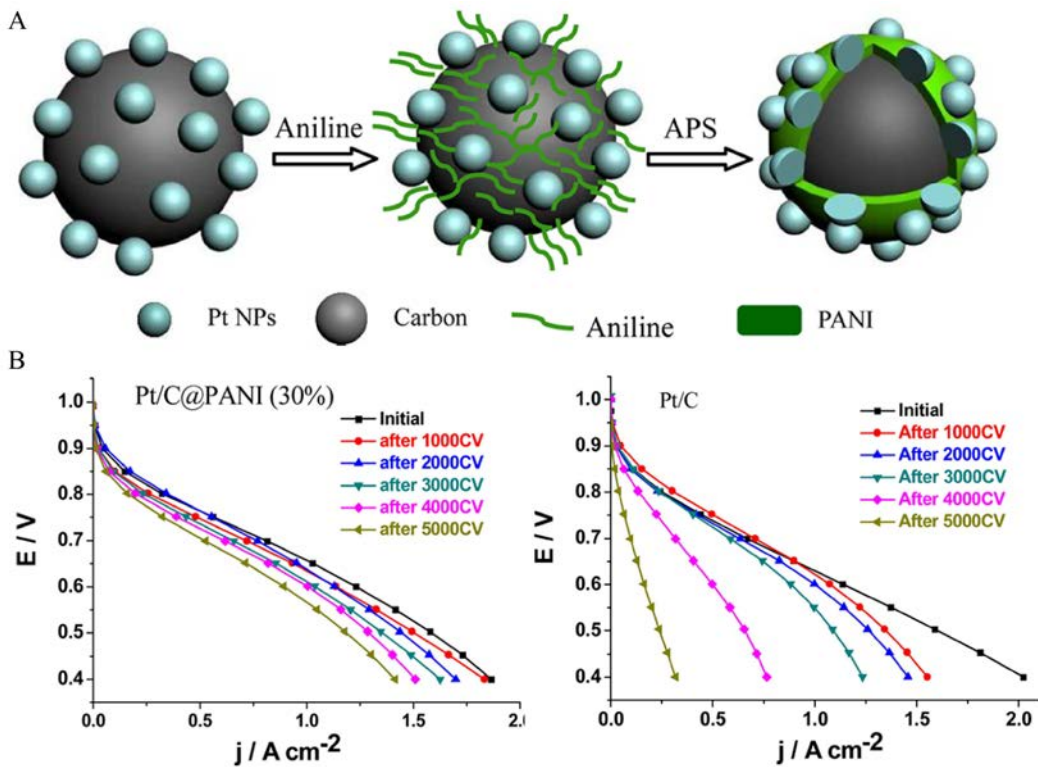 A
Aniline
APS
Pt NPs
Carbon
Aniline
PANI
B
Pt/C@PANI (30%)
Initial
after 1000CV
after 2000CV
after 3000CV
after 4000CV
after 5000CV
E / V
1.0
0.9
0.8
0.7
0.6
0.5
0.4
0.0
0.5
1.0
1.5
2.0
j / A cm-2
Pt/C
Initial
After 1000CV
After 2000CV
After 3000CV
After 4000CV
After 5000CV
E / V
1.0
0.9
0.8
0.7
0.6
0.5
0.4
0.0
0.5
1.0
1.5
2.0
j / A cm-2